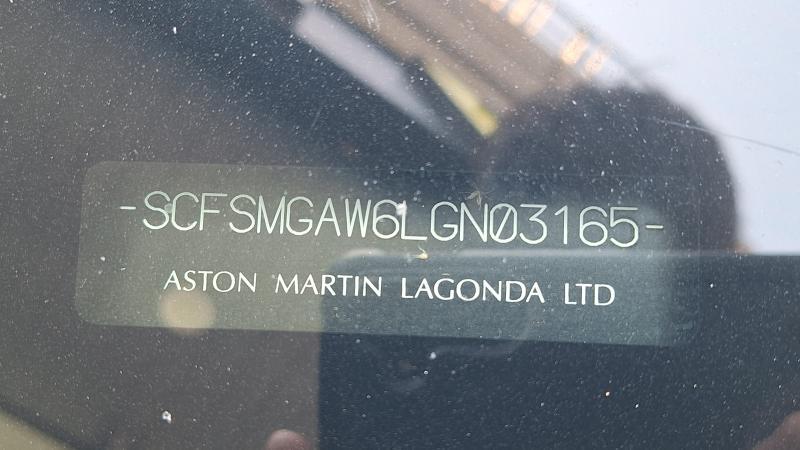 -SCFSMGAW6LGN03165-
ASTON MARTIN LAGONDA LTD